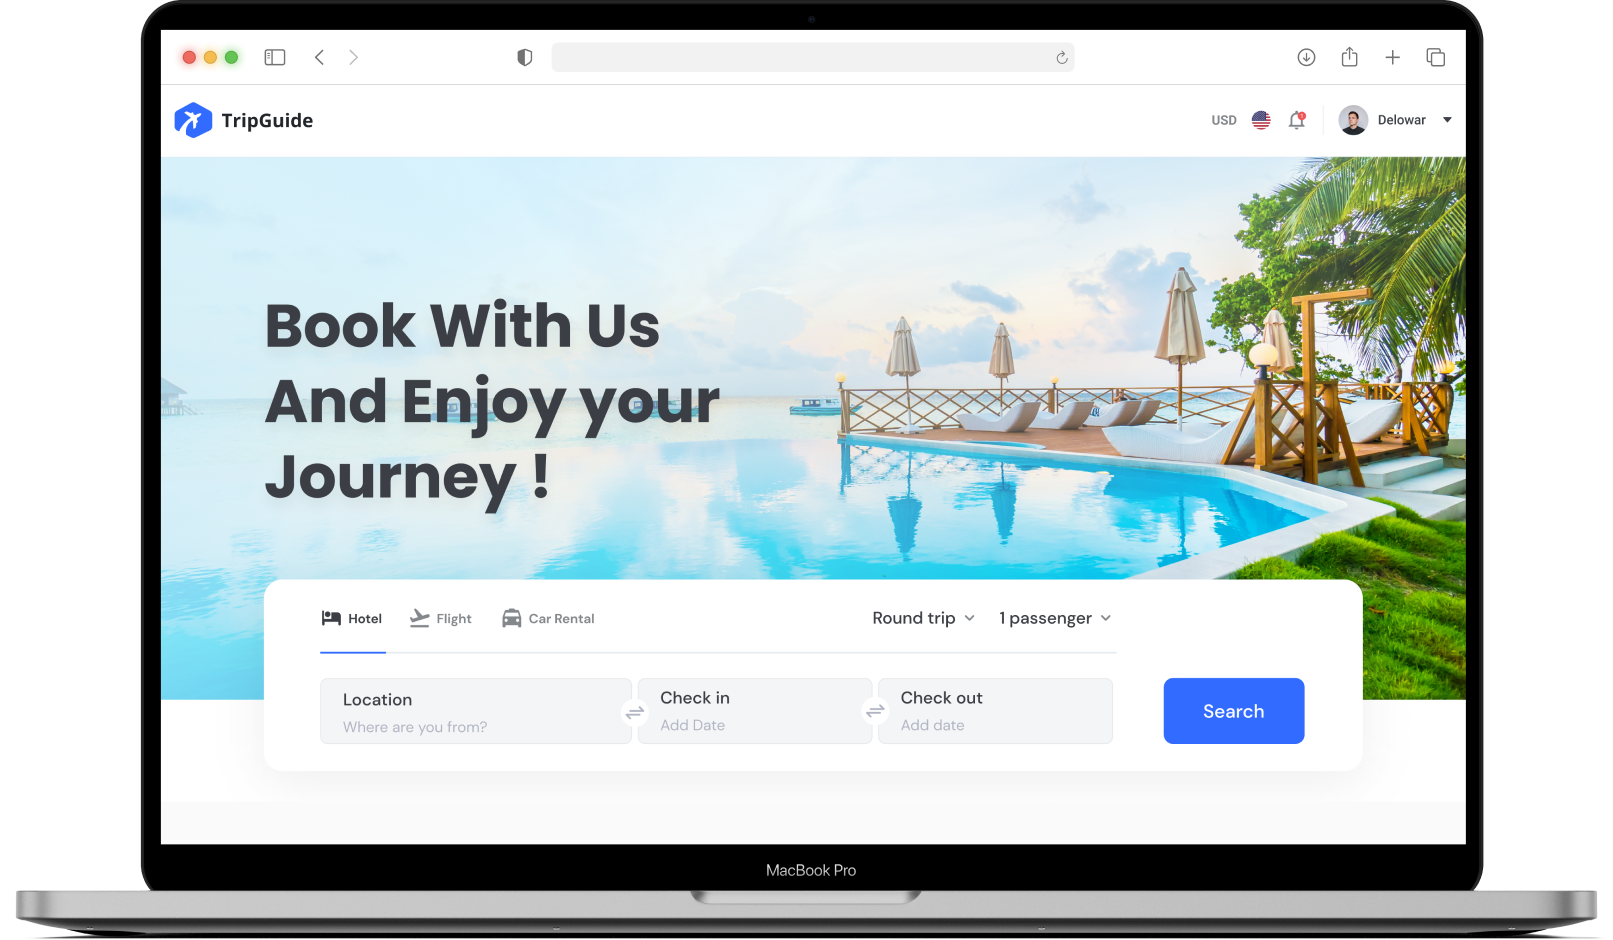 TripGuide
USD
Delowar
Book With Us
And Enjoy your
Journey !
Hotel
Flight
Car Rental
Round trip
1 passenger
Location
Where are you from?
Check in
Add Date
Check out
Add date
Search
MacBook Pro